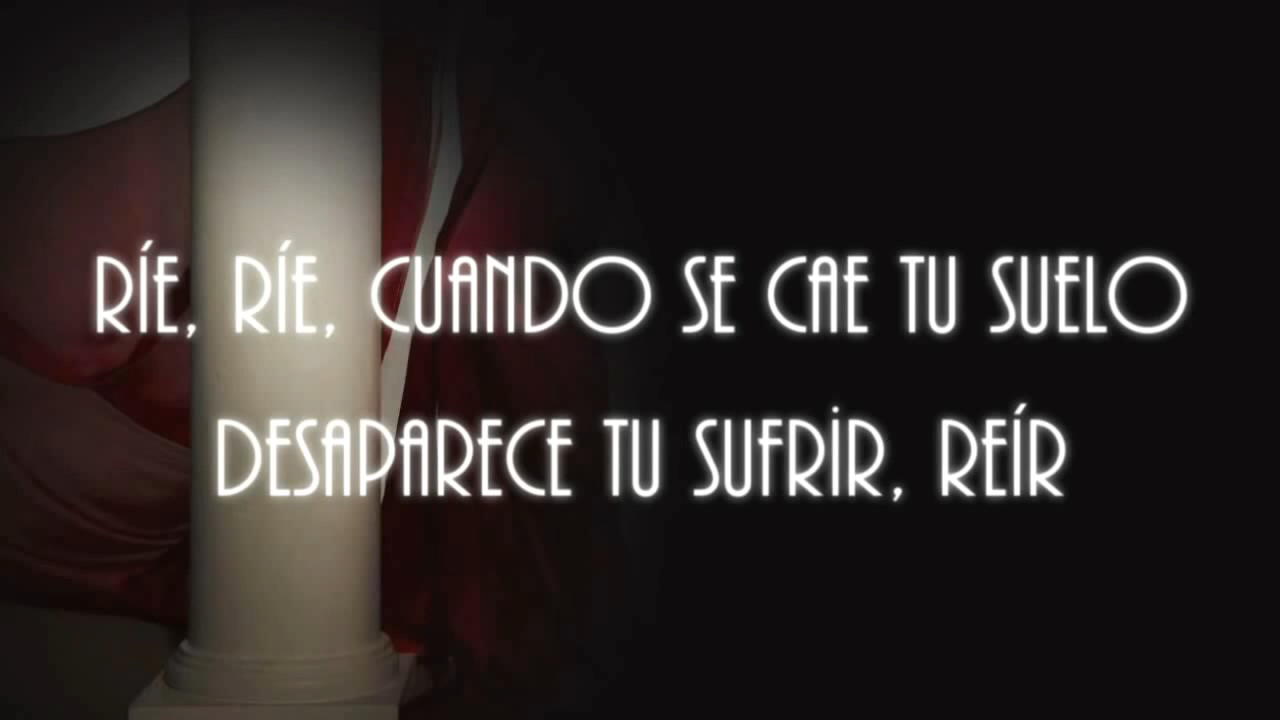 RÍE, RÍE, CUANDO SE CAE TU SUELO
DESAPARECE TU SUFRIR, REÍR